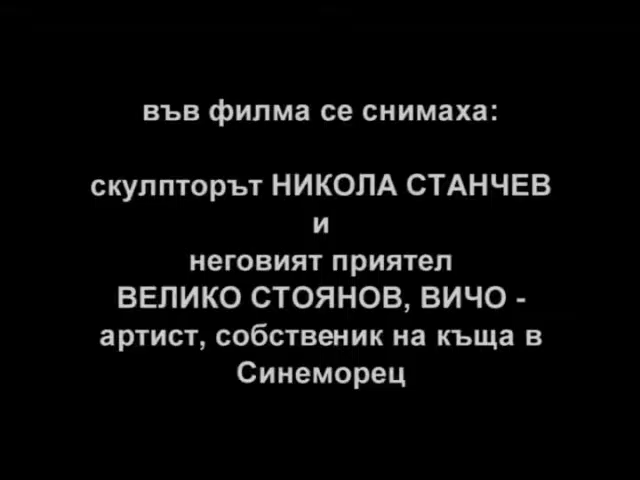 във филма се снимаха:
скулпторът НИКОЛА СТАНЧЕВ
и
неговият приятел
ВЕЛИКО СТОЯНОВ, ВИЧО -
артист, собственик на къща в
Синеморец